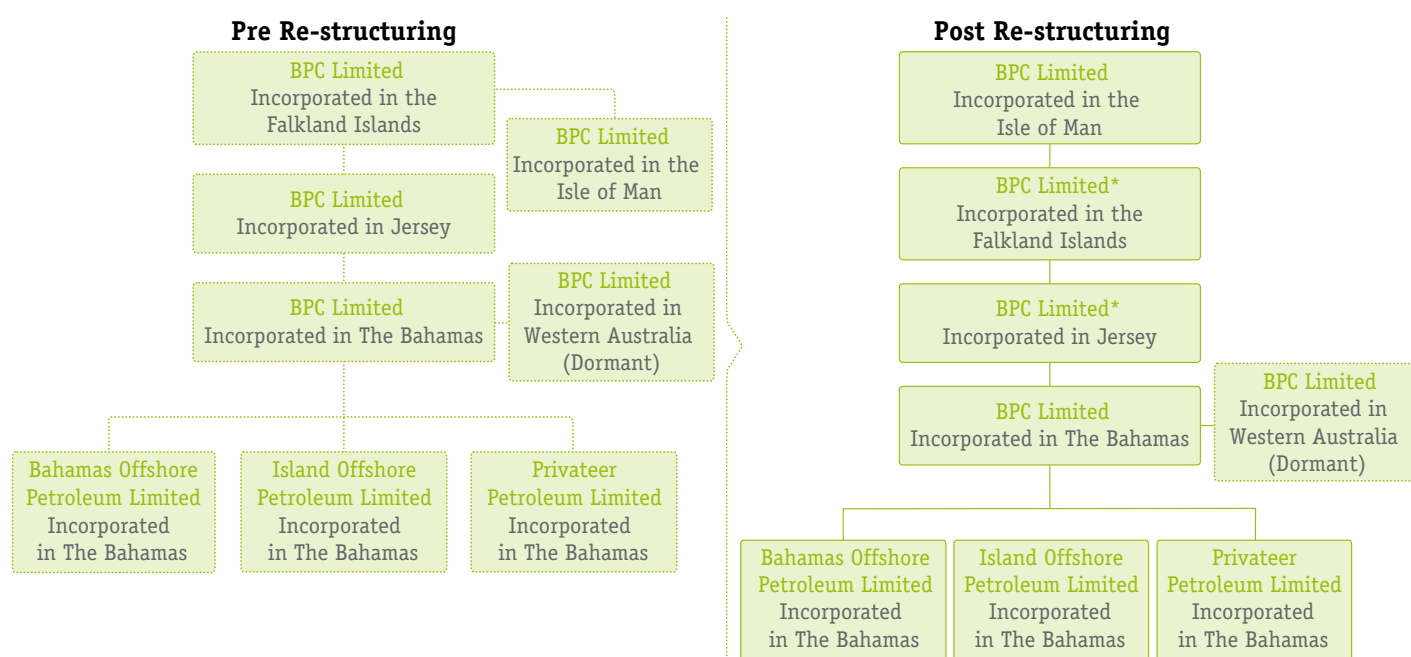 Pre Re-structuring
BPC Limited
Incorporated in the
Falkland Islands
BPC Limited
Incorporated in the
Isle of Man
BPC Limited
Incorporated in Jersey
BPC Limited
Incorporated in The Bahamas
BPC Limited
Incorporated in
Western Australia
(Dormant)
Bahamas Offshore
Petroleum Limited
Incorporated
in The Bahamas
Island Offshore
Petroleum Limited
Incorporated
in The Bahamas
Privateer
Petroleum Limited
Incorporated
in The Bahamas
Post Re-structuring
BPC Limited
Incorporated in the
Isle of Man
BPC Limited*
Incorporated in the
Falkland Islands
BPC Limited*
Incorporated in Jersey
BPC Limited
Incorporated in The Bahamas
BPC Limited
Incorporated in
Western Australia
(Dormant)
Bahamas Offshore
Petroleum Limited
Incorporated
in The Bahamas
Island Offshore
Petroleum Limited
Incorporated
in The Bahamas
Privateer
Petroleum Limited
Incorporated
in The Bahamas